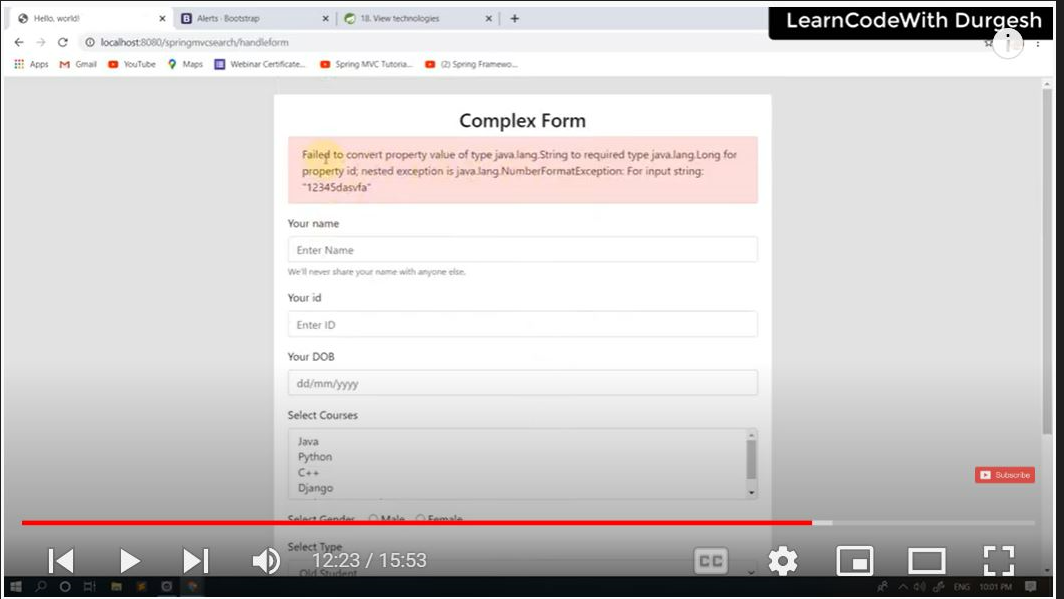 Hello, world!
Alerts · Bootstrap
18. View technologies
LearnCodeWith Durgesh
localhost:8080/springmvcsearch/handleform
Apps
Gmail
YouTube
Maps
Webinar Certificate...
Spring MVC Tutoria...
(2) Spring Framewo...
Complex Form
Failed to convert property value of type java.lang.String to required type java.lang.Long for
property id; nested exception is java.lang.NumberFormatException: For input string:
"12345dasvfa"
Your name
Enter Name
We'll never share your name with anyone else.
Your id
Enter ID
Your DOB
dd/mm/yyyy
Select Courses
Java
Python
C++
Django
Subscribe
Select Gender Male Female
Select Type
12:23 / 15:53
CC
Old Student
ENG 10:01 PM